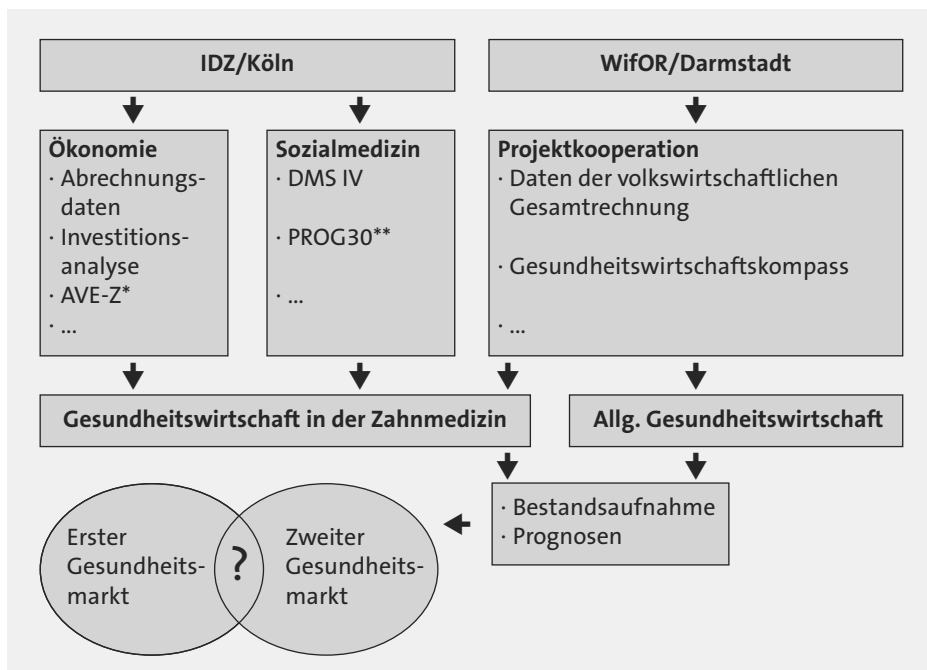 IDZ/Köln
WifOR/Darmstadt
Ökonomie
· Abrechnungs-
daten
· Investitions-
analyse
· AVE-Z*
· ...
Sozialmedizin
· DMS IV
· PROG30**
· ...
Projektkooperation
· Daten der volkswirtschaftlichen
Gesamtrechnung
· Gesundheitswirtschaftskompass
· ...
Gesundheitswirtschaft in der Zahnmedizin
Allg. Gesundheitswirtschaft
· Bestandsaufnahme
· Prognosen
Erster
Gesundheits-
markt
?
Zweiter
Gesundheits-
markt